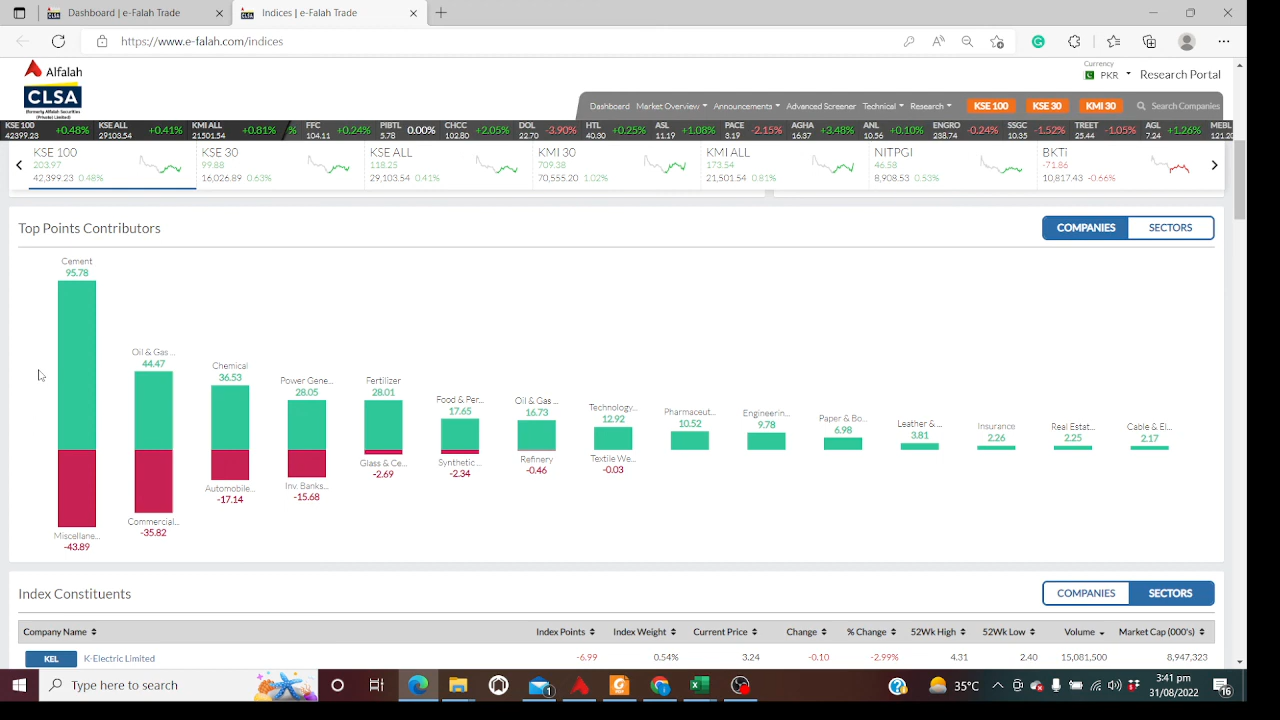 Dashboard | e-Falah Trade
Indices | e-Falah Trade
https://www.e-falah.com/indices
Alfalah
CLSA
(formerly Alfalah Securities
(Private) Limited)
Currency
PKR
Research Portal
Dashboard Market Overview Announcements Advanced Screener Technical Research KSE 100 KSE 30 KMI 30 Search Companies
KSE 100 42399.23 +0.48% KSE ALL 29103.54 +0.41% KMI ALL 21501.54 +0.81% % FFC 104.11 +0.24% PIBTL 5.78 0.00% CHCC 102.80 +2.05% DOL 22.70 -3.90% HTL 40.30 +0.25% ASL 11.19 +1.08% PACE 3.19 -2.15% AGHA 16.37 +3.48% ANL 10.56 +0.10% ENGRO 238.74 -0.24% SSGC 10.35 -1.52% TREET 25.44 -1.05% AGL 7.24 +1.26% MEBL 121.20
KSE 100 KSE 30 KSE ALL KMI 30 KMI ALL NITPGI BKTi
203.97 99.88 118.25 709.38 173.54 46.58 -71.86
42,399.23 0.48% 16,026.89 0.63% 29,103.54 0.41% 70,555.20 1.02% 21,501.54 0.81% 8,908.53 0.53% 10,817.43 -0.66%
Top Points Contributors
COMPANIES SECTORS
Cement
95.78
Miscellane...
-43.89
Oil & Gas ...
44.47
Commercial...
-35.82
Chemical
36.53
Automobile...
-17.14
Power Gene...
28.05
Inv. Banks...
-15.68
Fertilizer
28.01
Glass & Ce...
-2.69
Food & Per...
17.65
Synthetic ...
-2.34
Oil & Gas ...
16.73
Refinery
-0.46
Technology...
12.92
Textile We...
-0.03
Pharmaceut...
10.52
Engineerin...
9.78
Paper & Bo...
6.98
Leather & ...
3.81
Insurance
2.26
Real Estat...
2.25
Cable & El...
2.17
Index Constituents
COMPANIES SECTORS
Company Name Index Points Index Weight Current Price Change % Change 52Wk High 52Wk Low Volume Market Cap (000's)
KEL K-Electric Limited -6.99 0.54% 3.24 -0.10 -2.99% 4.31 2.40 15,081,500 8,947,323
Type here to search
35°C
3:41 pm
31/08/2022
16